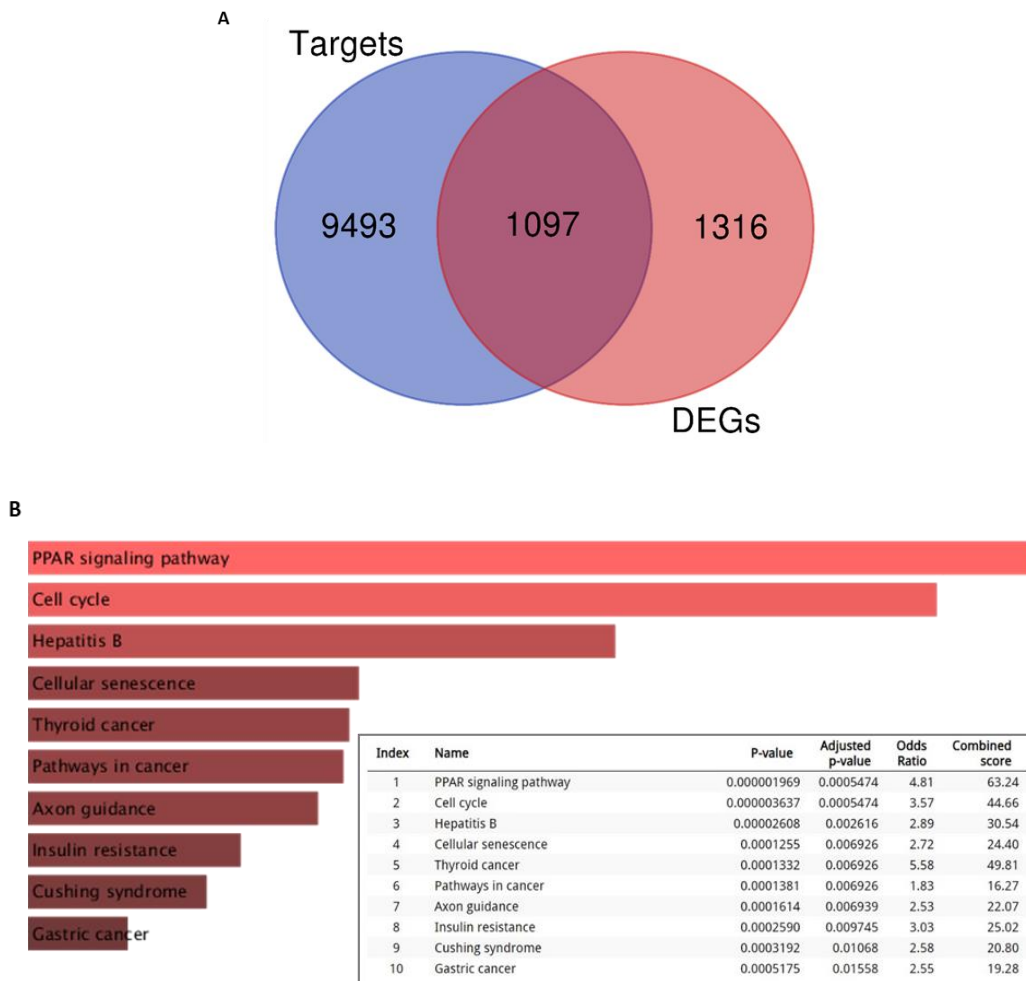 A
Targets
9493 1097 1316
DEGs
B
PPAR signaling pathway
Cell cycle
Hepatitis B
Cellular senescence
Thyroid cancer
Pathways in cancer
Axon guidance
Insulin resistance
Cushing syndrome
Gastric cancer
Index Name P-value Adjusted p-value Odds Ratio Combined score
1 PPAR signaling pathway 0.000001969 0.0005474 4.81 63.24
2 Cell cycle 0.000003637 0.0005474 3.57 44.66
3 Hepatitis B 0.00002608 0.002616 2.89 30.54
4 Cellular senescence 0.0001255 0.006926 2.72 24.40
5 Thyroid cancer 0.0001332 0.006926 5.58 49.81
6 Pathways in cancer 0.0001381 0.006926 1.83 16.27
7 Axon guidance 0.0001614 0.006939 2.53 22.07
8 Insulin resistance 0.0002590 0.009745 3.03 25.02
9 Cushing syndrome 0.0003192 0.01068 2.58 20.80
10 Gastric cancer 0.0005175 0.01558 2.55 19.28